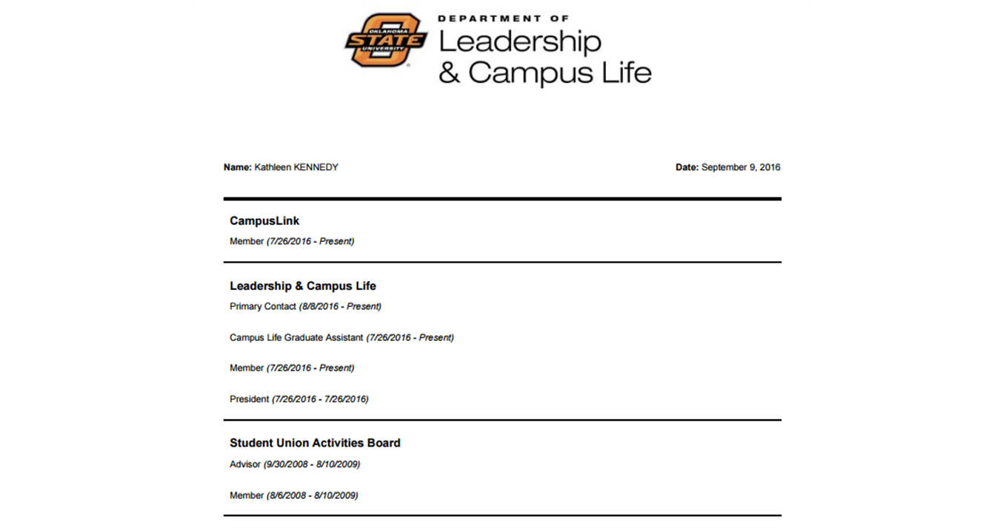 OKLAHOMA
STATE
UNIVERSITY
®
DEPARTMENT OF
Leadership
& Campus Life
Name: Kathleen KENNEDY
Date: September 9, 2016
CampusLink
Member (7/26/2016 - Present)
Leadership & Campus Life
Primary Contact (8/8/2016 - Present)
Campus Life Graduate Assistant (7/26/2016 - Present)
Member (7/26/2016 - Present)
President (7/26/2016 - 7/26/2016)
Student Union Activities Board
Advisor (9/30/2008 - 8/10/2009)
Member (8/6/2008 - 8/10/2009)